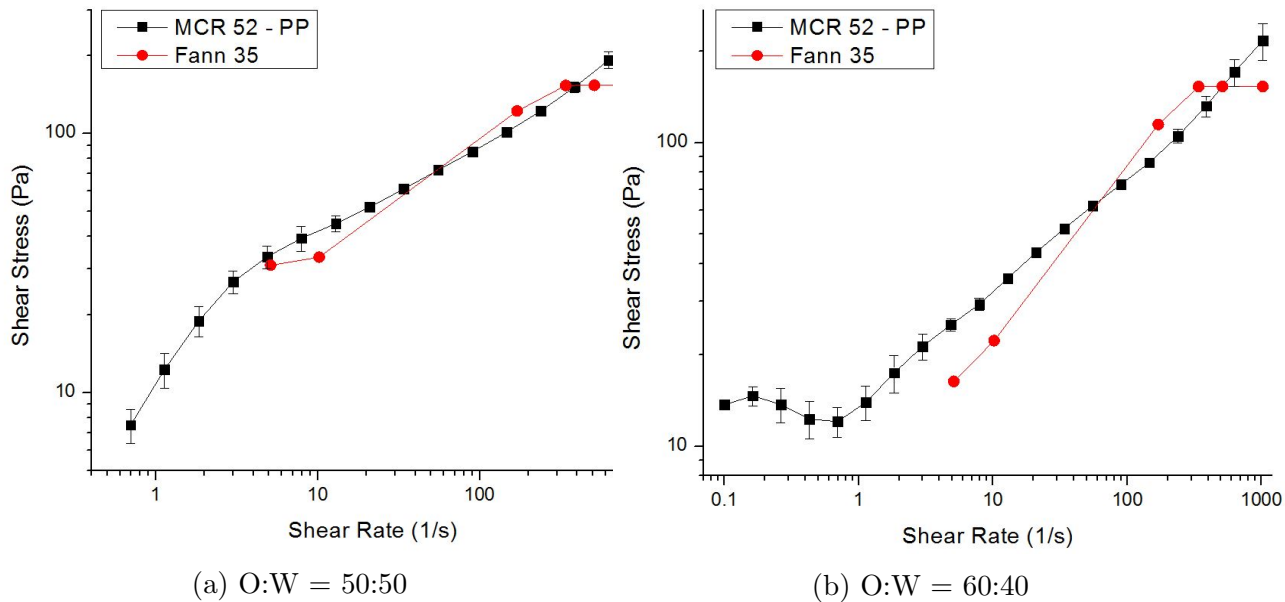 MCR 52 - PP
Fann 35
Shear Stress (Pa)
100
10
1
10
100
Shear Rate (1/s)
(a) O:W = 50:50
MCR 52 - PP
Fann 35
Shear Stress (Pa)
100
10
0.1
1
10
100
1000
Shear Rate (1/s)
(b) O:W = 60:40